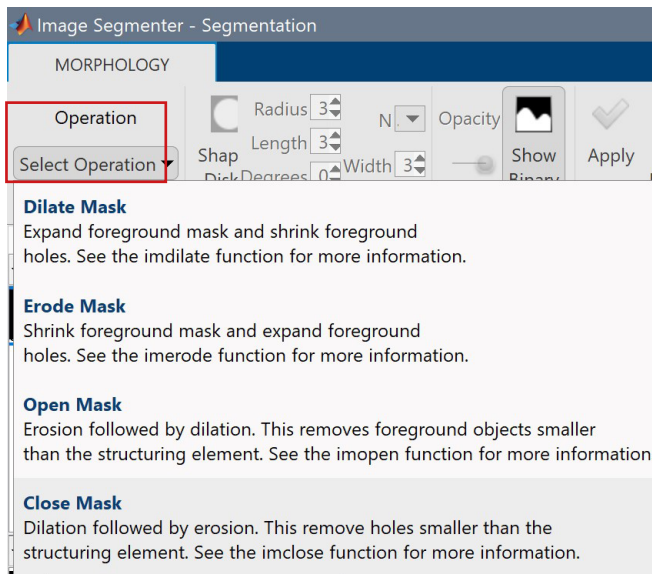 Image Segmenter - Segmentation
MORPHOLOGY
Operation
Select Operation
Shap
Radius 3
Length 3
Degrees 0
N
Width 3
Opacity
Show
Binary
Apply
Dilate Mask
Expand foreground mask and shrink foreground
holes. See the imdilate function for more information.
Erode Mask
Shrink foreground mask and expand foreground
holes. See the imerode function for more information.
Open Mask
Erosion followed by dilation. This removes foreground objects smaller
than the structuring element. See the imopen function for more information
Close Mask
Dilation followed by erosion. This remove holes smaller than the
structuring element. See the imclose function for more information.